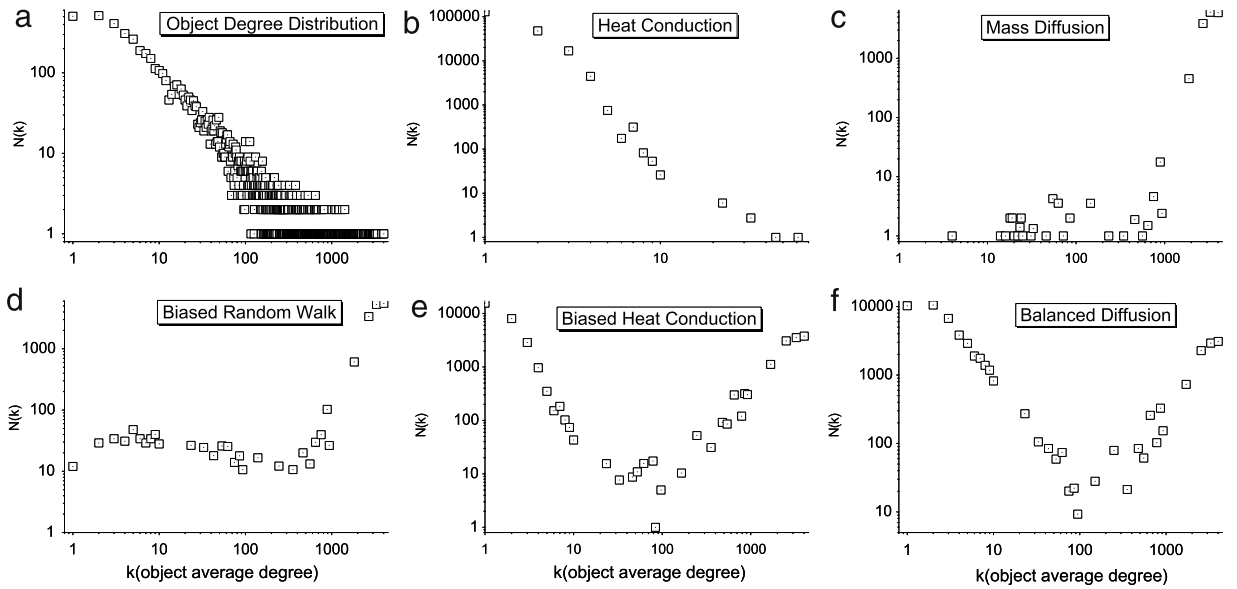 a
Object Degree Distribution
N(k)
100
10
1
1
10
100
1000
b
Heat Conduction
N(k)
100000
10000
1000
100
10
1
1
10
c
Mass Diffusion
N(k)
1000
100
10
1
1
10
100
1000
d
Biased Random Walk
N(k)
1000
100
10
1
1
10
100
1000
k(object average degree)
e
Biased Heat Conduction
N(k)
10000
1000
100
10
1
1
10
100
1000
k(object average degree)
f
Balanced Diffusion
N(k)
10000
1000
100
10
1
10
100
1000
k(object average degree)